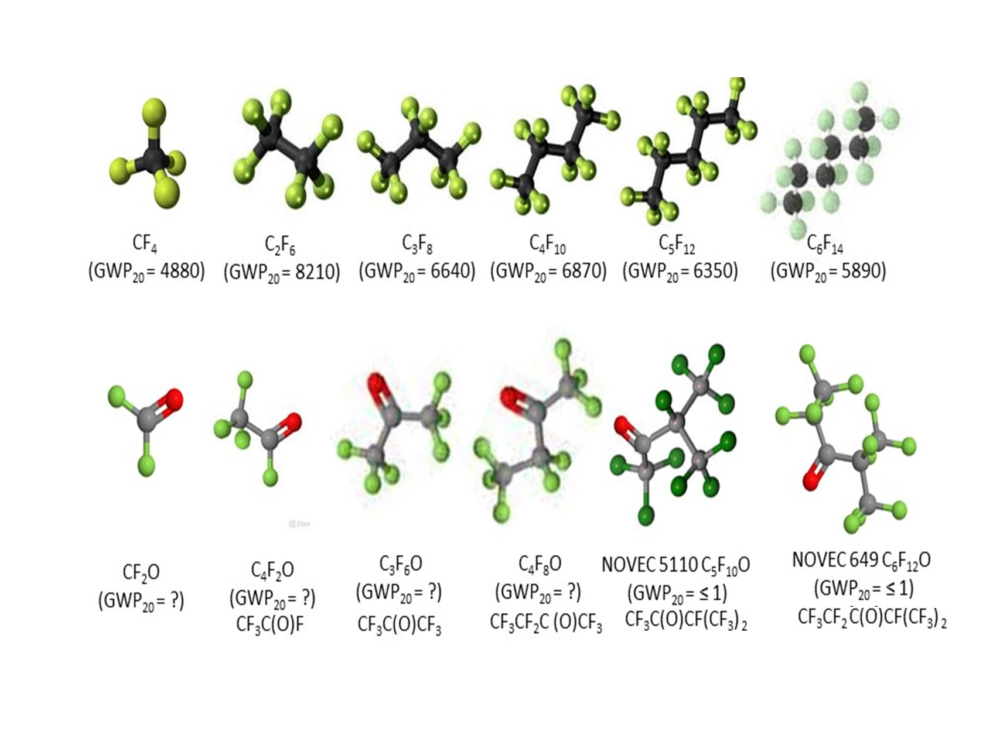 CF₄
(GWP₂₀ = 4880)
C₂F₆
(GWP₂₀ = 8210)
C₃F₈
(GWP₂₀ = 6640)
C₄F₁₀
(GWP₂₀ = 6870)
C₅F₁₂
(GWP₂₀ = 6350)
C₆F₁₄
(GWP₂₀ = 5890)
CF₂O
(GWP₂₀ = ?)
C₄F₂O
(GWP₂₀ = ?)
CF₃C(O)F
C₃F₆O
(GWP₂₀ = ?)
CF₃C(O)CF₃
C₄F₈O
(GWP₂₀ = ?)
CF₃CF₂C (O)CF₃
NOVEC 5110 C₅F₁₀O
(GWP₂₀ = ≤ 1)
CF₃C(O)CF(CF₃)₂
NOVEC 649 C₆F₁₂O
(GWP₂₀ = ≤ 1)
CF₃CF₂C(O)CF(CF₃)₂